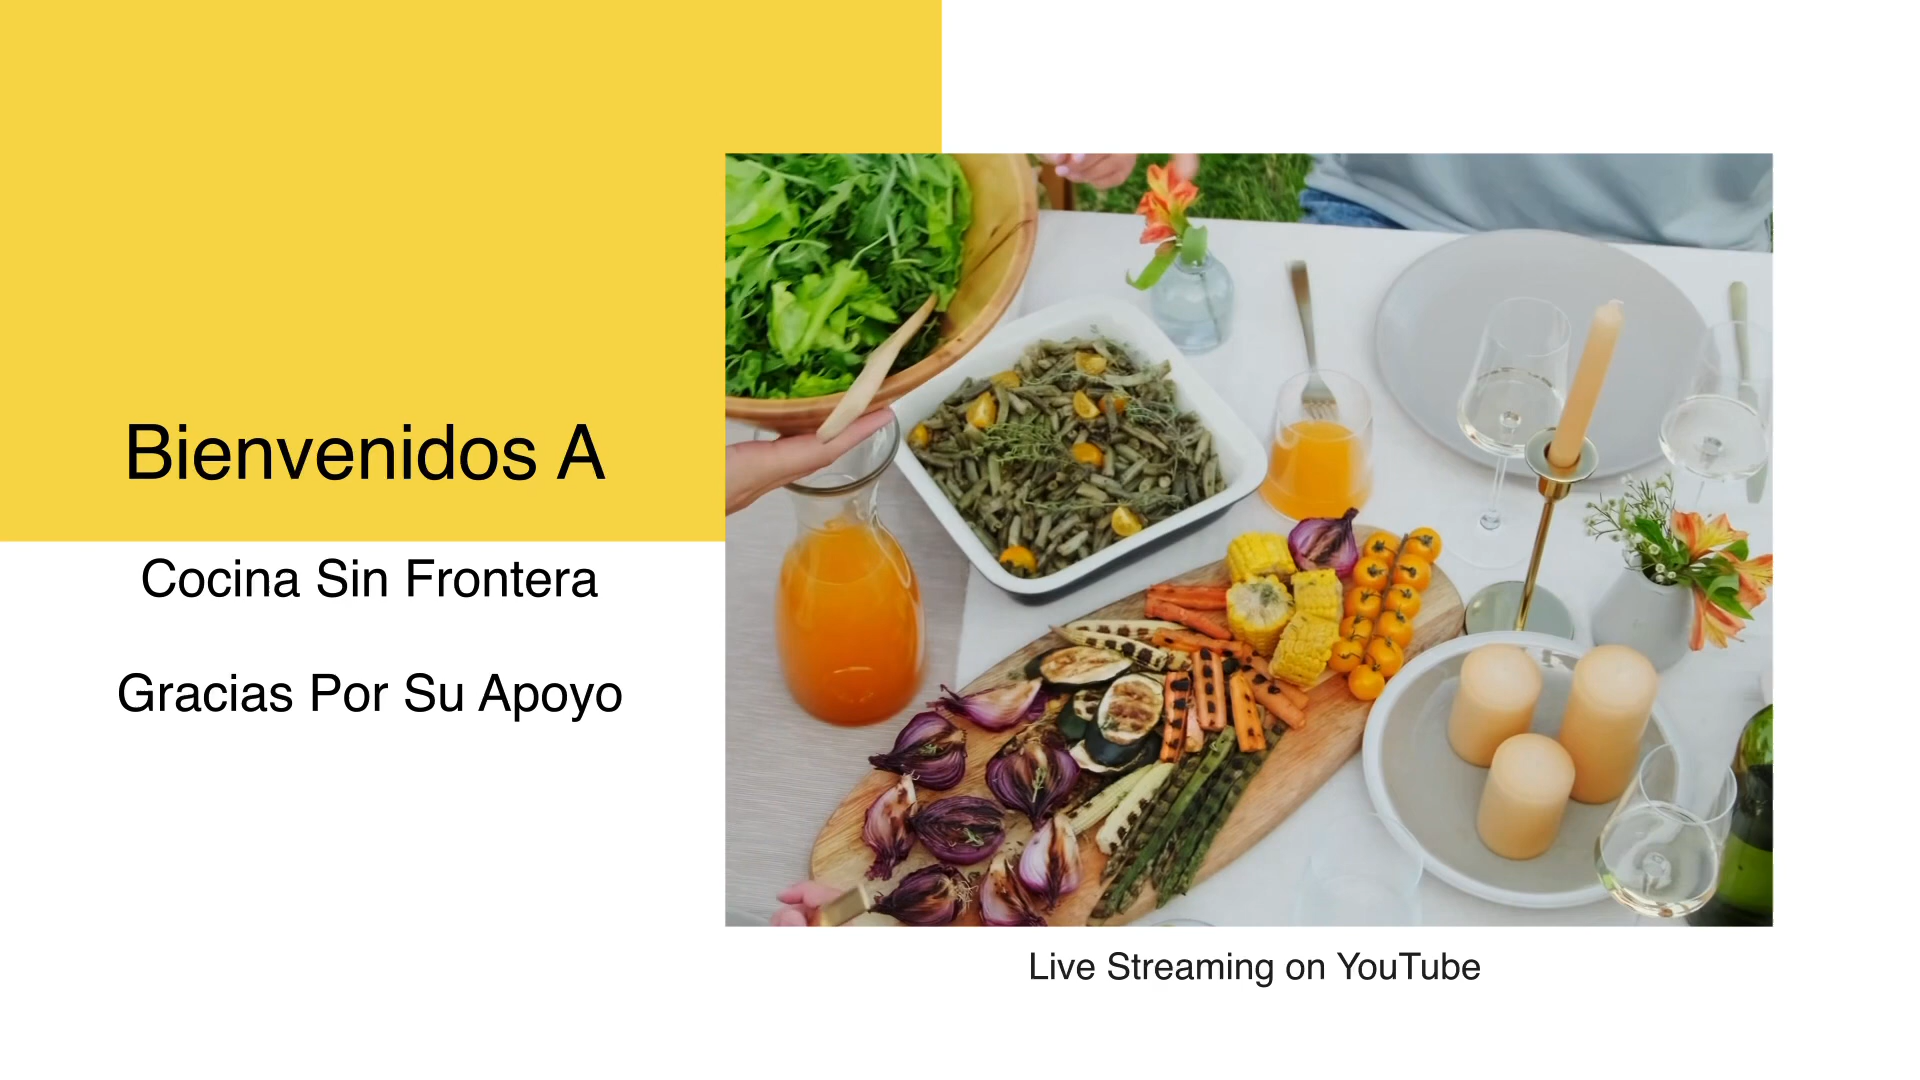 Bienvenidos A
Cocina Sin Frontera
Gracias Por Su Apoyo
Live Streaming on YouTube